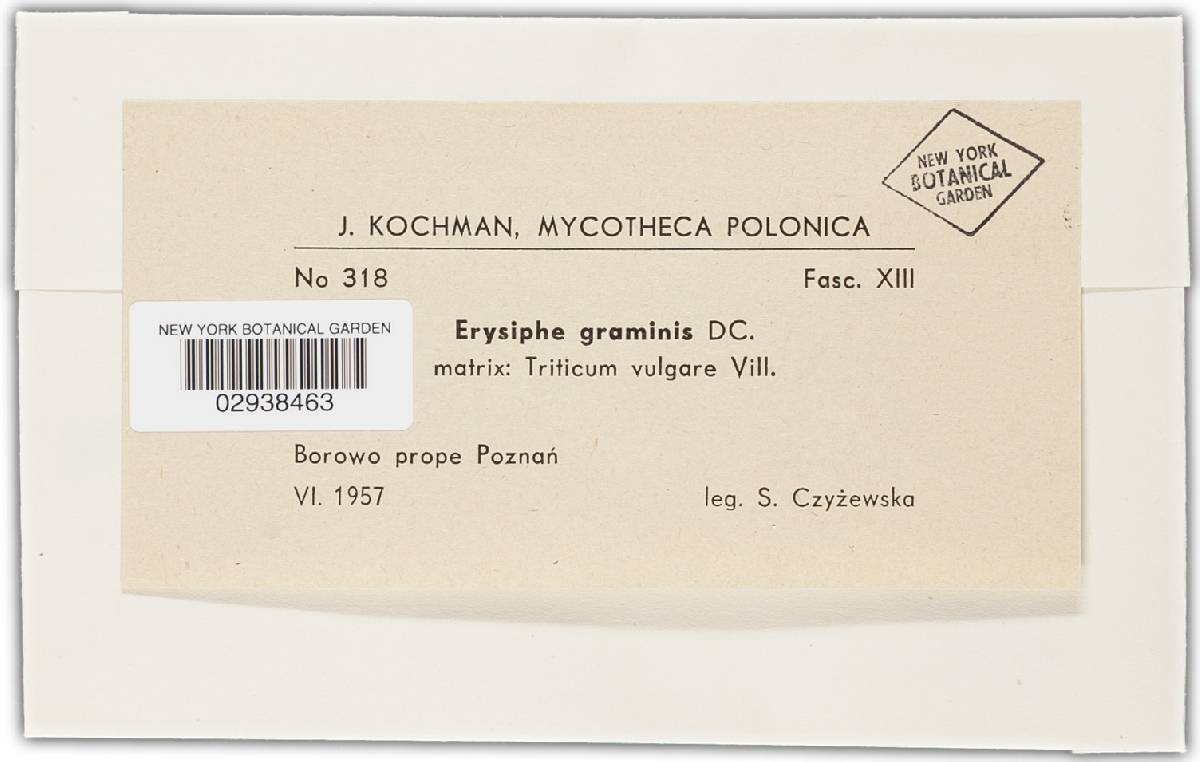 NEW YORK
BOTANICAL
GARDEN
J. KOCHMAN, MYCOTHECA POLONICA
No 318 Fasc. XIII
NEW YORK BOTANICAL GARDEN
02938463
Erysiphe graminis DC.
matrix: Triticum vulgare Vill.
Borowo prope Poznań
VI. 1957 leg. S. Czyżewska